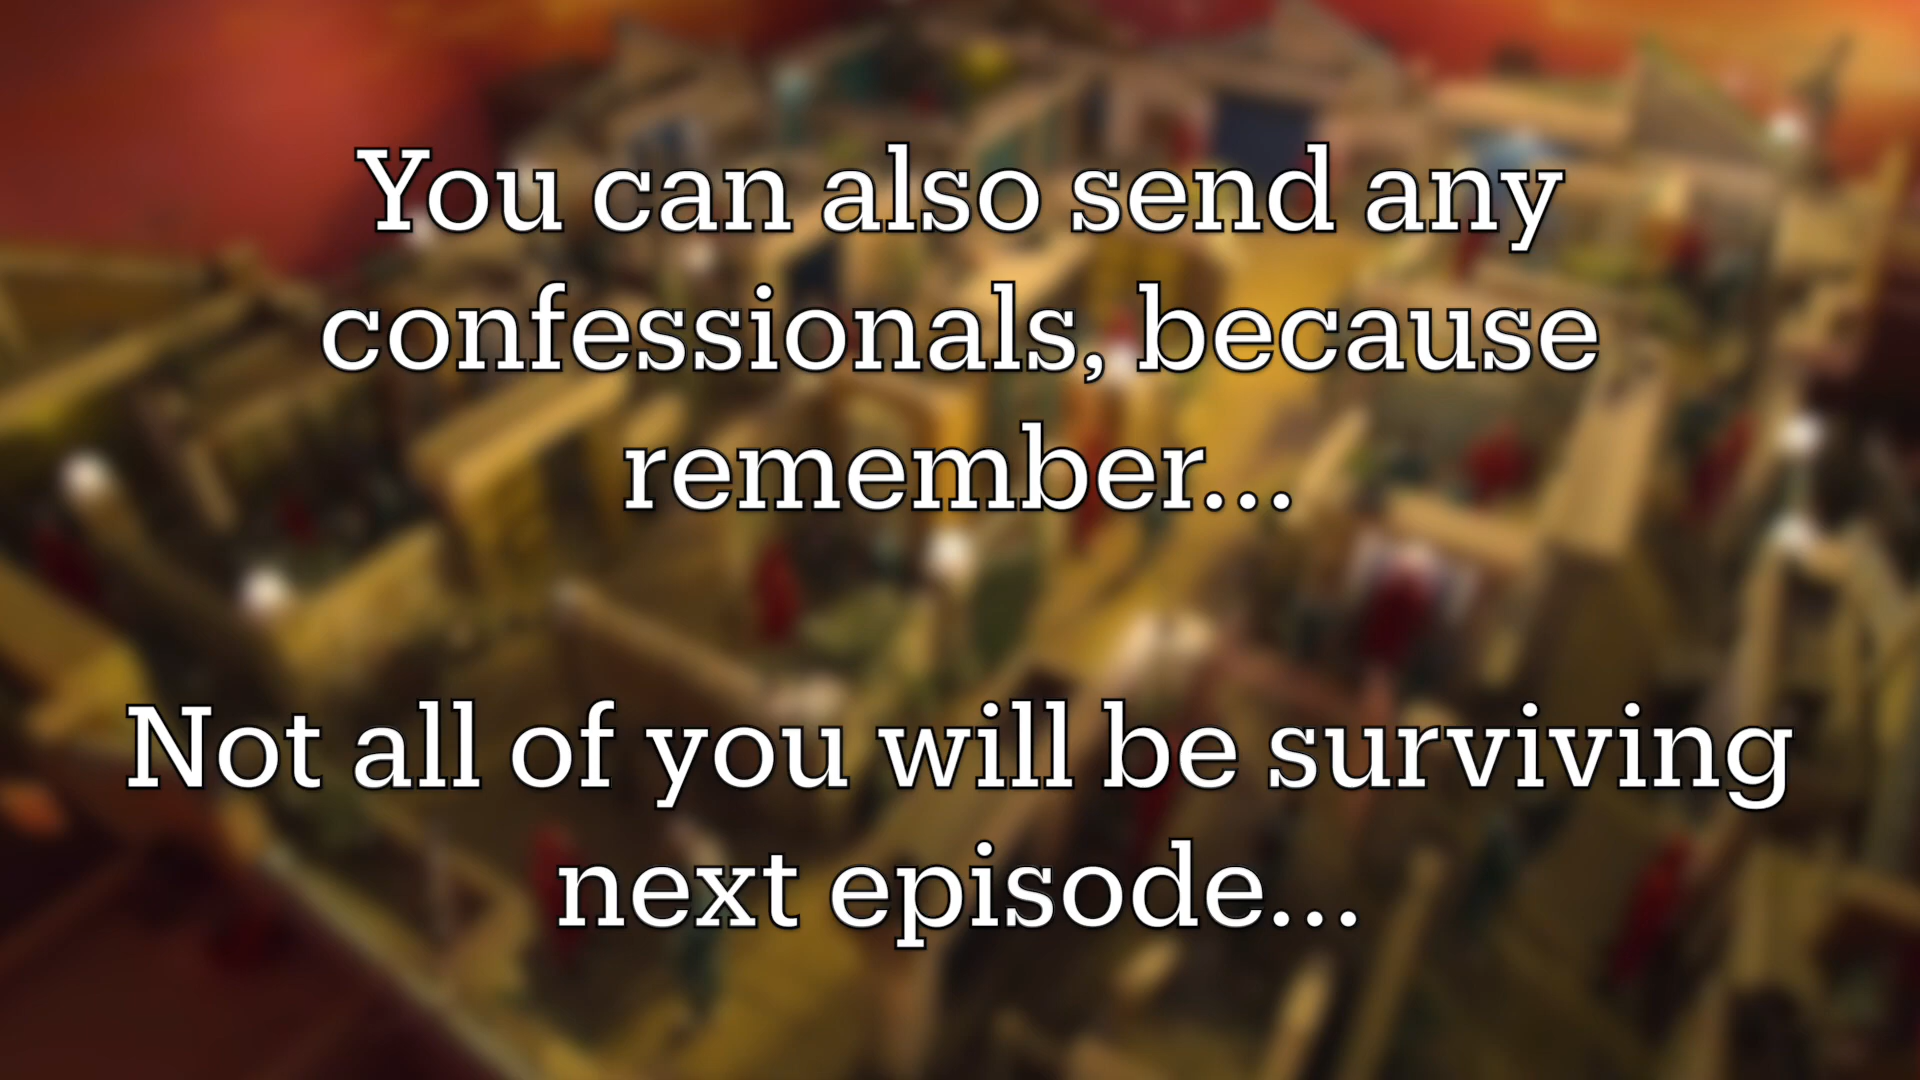 You can also send any
confessionals, because
remember...
Not all of you will be surviving
next episode...